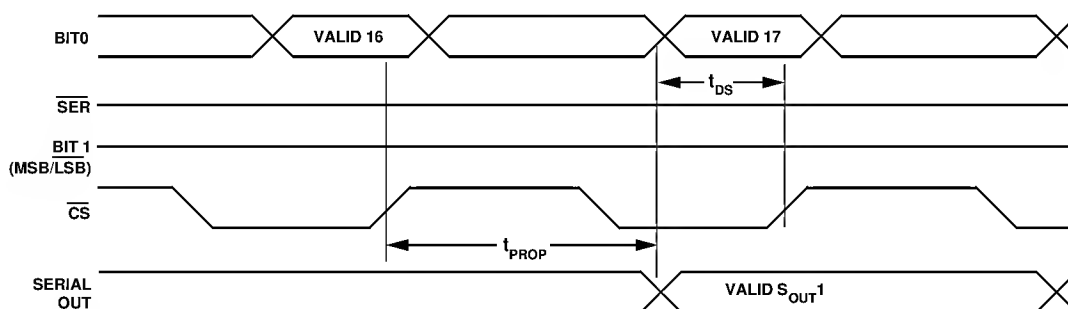 BIT0 VALID 16 VALID 17
tDS
SER
BIT 1
(MSB/LSB)
CS
tPROP
SERIAL
OUT
VALID SOUT1